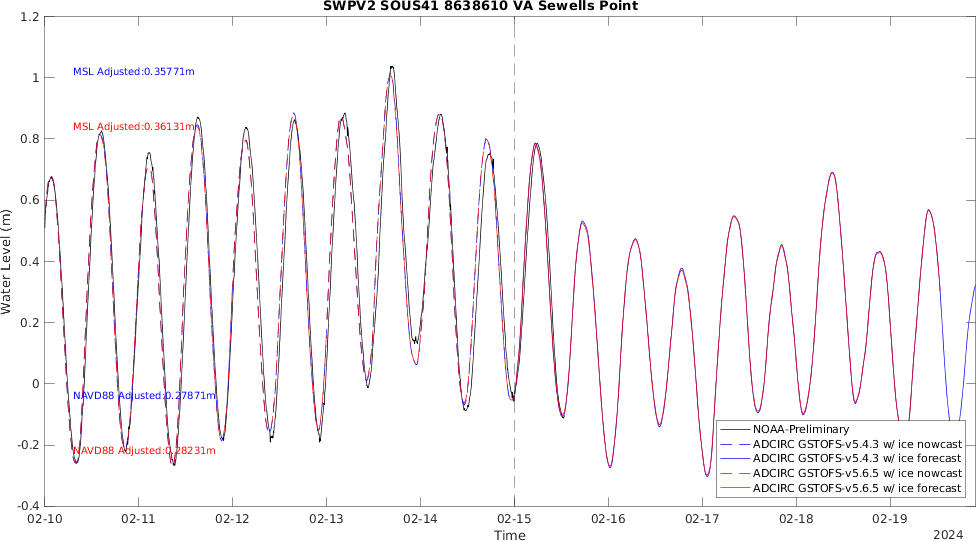 SWPV2 SOUS41 8638610 VA Sewells Point
Water Level (m)
1.2
1
0.8
0.6
0.4
0.2
0
-0.2
-0.4
MSL Adjusted:0.35771m
MSL Adjusted:0.36131m
NAVD88 Adjusted:0.27871m
NAVD88 Adjusted:0.28231m
NOAA-Preliminary
ADCIRC GSTOFS-v5.4.3 w/ ice nowcast
ADCIRC GSTOFS-v5.4.3 w/ ice forecast
ADCIRC GSTOFS-v5.6.5 w/ ice nowcast
ADCIRC GSTOFS-v5.6.5 w/ ice forecast
02-10 02-11 02-12 02-13 02-14 02-15 02-16 02-17 02-18 02-19
Time
2024